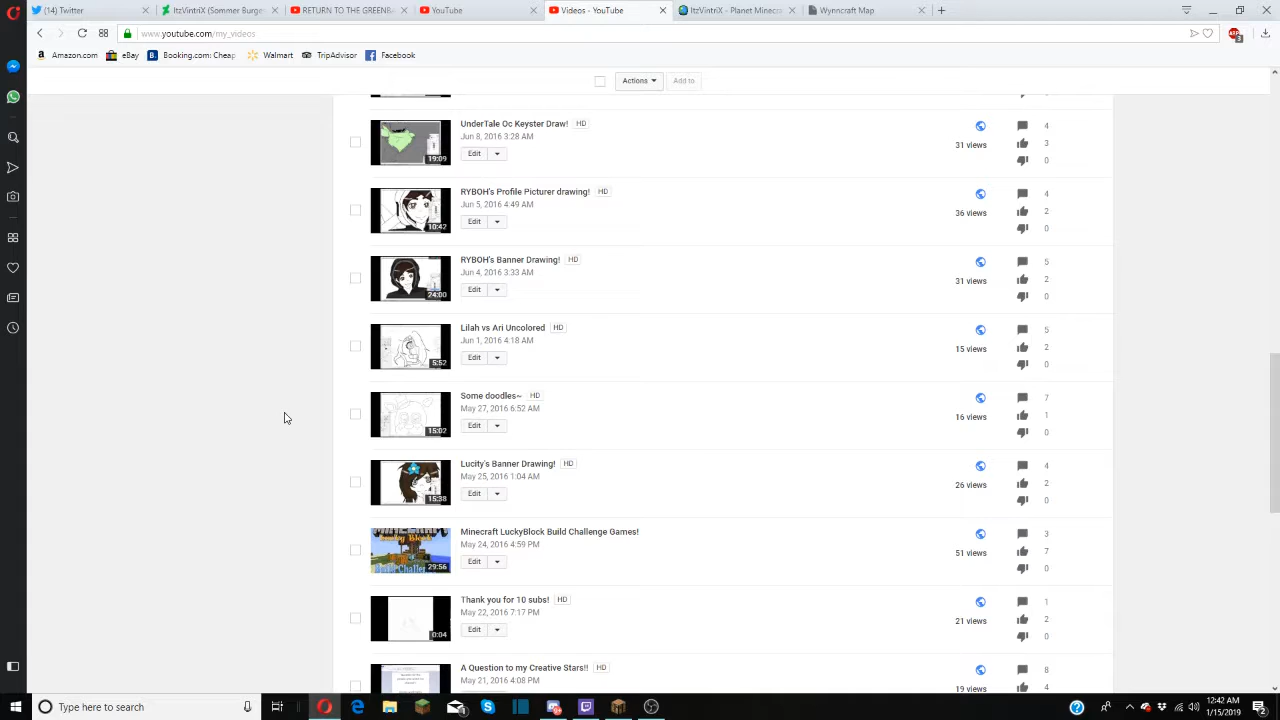 (14) Twitter
ItzVintriX (Sommer Burge
RETURN TO THE GREENB
YouTube
Videos - YouTube
ItzVintriX - Planet Minec
Wynncraft Map
www.youtube.com/my_videos
Amazon.com eBay Booking.com: Cheap Walmart TripAdvisor Facebook
Actions Add to
UnderTale Oc Keyster Draw! HD
Jun 8, 2016 3:28 AM
Edit
19:09
31 views
4
3
0
RYBOH's Profile Picturer drawing! HD
Jun 5, 2016 4:49 AM
Edit
10:42
36 views
4
2
0
RYBOH's Banner Drawing! HD
Jun 4, 2016 3:33 AM
Edit
24:00
31 views
5
2
0
Lilah vs Ari Uncolored HD
Jun 1, 2016 4:18 AM
Edit
5:52
15 views
5
2
0
Some doodles~ HD
May 27, 2016 6:52 AM
Edit
15:02
16 views
7
1
0
Lucity's Banner Drawing! HD
May 25, 2016 1:04 AM
Edit
15:38
26 views
4
2
0
Minecraft LuckyBlock Build Challenge Games!
May 24, 2016 4:59 PM
Edit
29:56
51 views
3
7
0
Thank you for 10 subs! HD
May 22, 2016 7:17 PM
Edit
0:04
21 views
1
2
0
A Question to my Creative Stars!! HD
May 21, 2016 4:08 PM
19 views
8
4
Type here to search
12:42 AM
1/15/2019